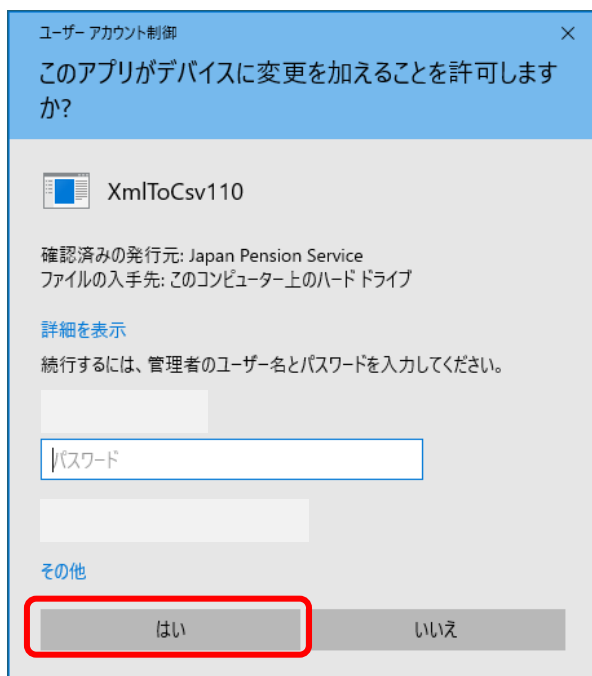 ユーザー アカウント制御
このアプリがデバイスに変更を加えることを許可します
か?
XmlToCsv110
確認済みの発行元: Japan Pension Service
ファイルの入手先: このコンピューター上のハード ドライブ
詳細を表示
続行するには、管理者のユーザー名とパスワードを入力してください。
パスワード
その他
はい
いいえ